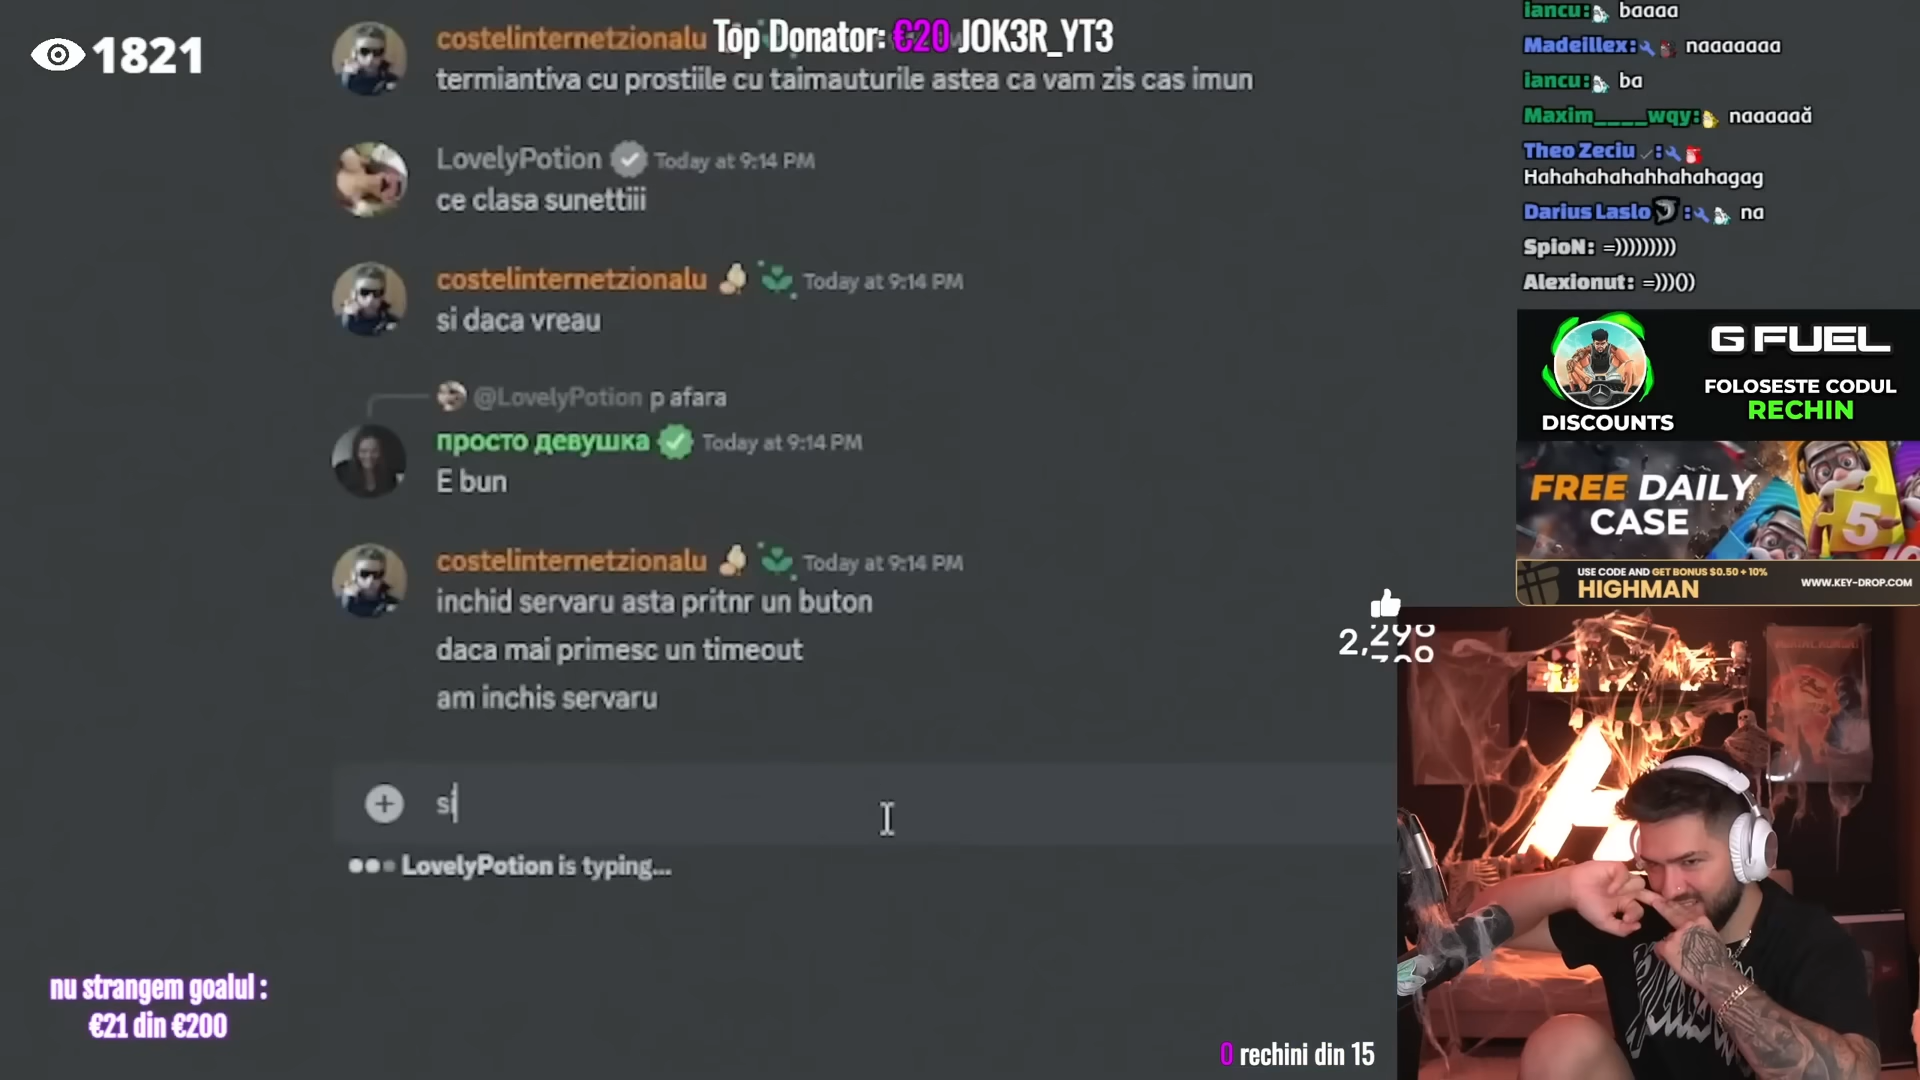 1821
Top Donator: €20 JOK3R_YT3
costelinternetzionalu
termiantiva cu prostiile cu taimauturile astea ca vam zis cas imun
LovelyPotion Today at 9:14 PM
ce clasa sunettiii
costelinternetzionalu Today at 9:14 PM
si daca vreau
@LovelyPotion p afara
просто девушка Today at 9:14 PM
E bun
costelinternetzionalu Today at 9:14 PM
inchid servaru asta pritnr un buton
daca mai primesc un timeout
am inchis servaru
si
LovelyPotion is typing...
nu strangem goalul :
€21 din €200
0 rechini din 15
iancu: baaaa
Madeillex: naaaaaaa
iancu: ba
Maxim____wqy: naaaaaă
Theo Zeciu :
Hahahahahahhahahagag
Darius Laslo : na
SpioN: =)))))))))
Alexionut: =)))())
G FUEL
FOLOSESTE CODUL
RECHIN
DISCOUNTS
FREE DAILY
CASE
5
USE CODE AND GET BONUS $0.50 + 10%
HIGHMAN
WWW.KEY-DROP.COM